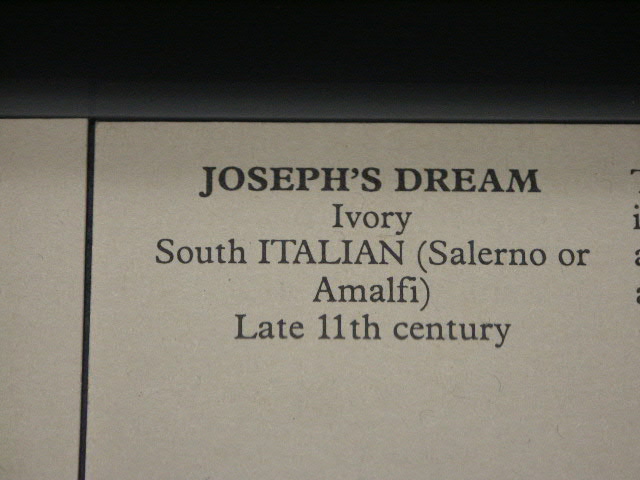 JOSEPH'S DREAM
Ivory
South ITALIAN (Salerno or
Amalfi)
Late 11th century